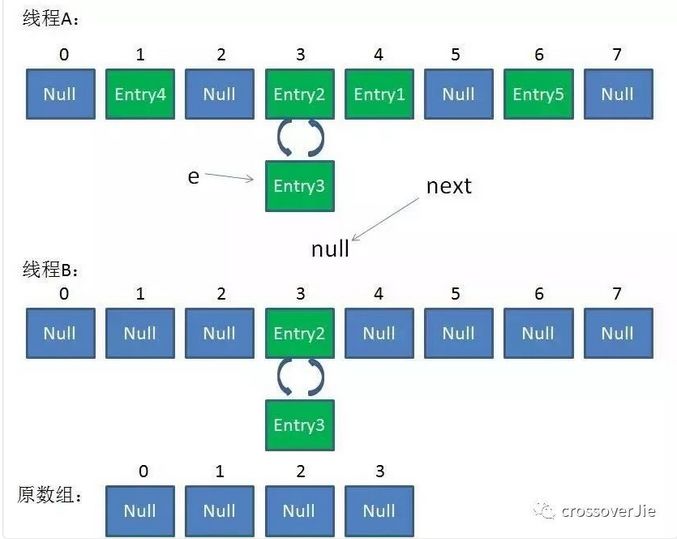 线程A：
0 1 2 3 4 5 6 7
Null Entry4 Null Entry2 Entry1 Null Entry5 Null
e Entry3 next
null
线程B：
0 1 2 3 4 5 6 7
Null Null Null Entry2 Null Null Null Null
Entry3
0 1 2 3
原数组： Null Null Null Null
crossoverJie